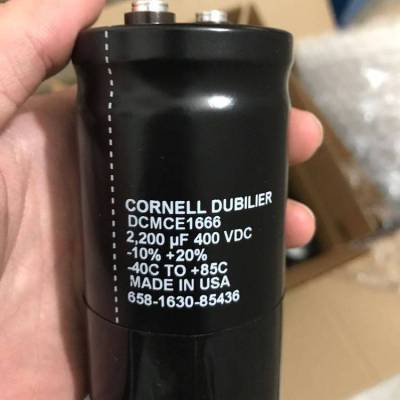 CORNELL DUBILIER
DCMCE1666
2,200 µF 400 VDC
-10% +20%
-40C TO +85C
MADE IN USA
658-1630-85436